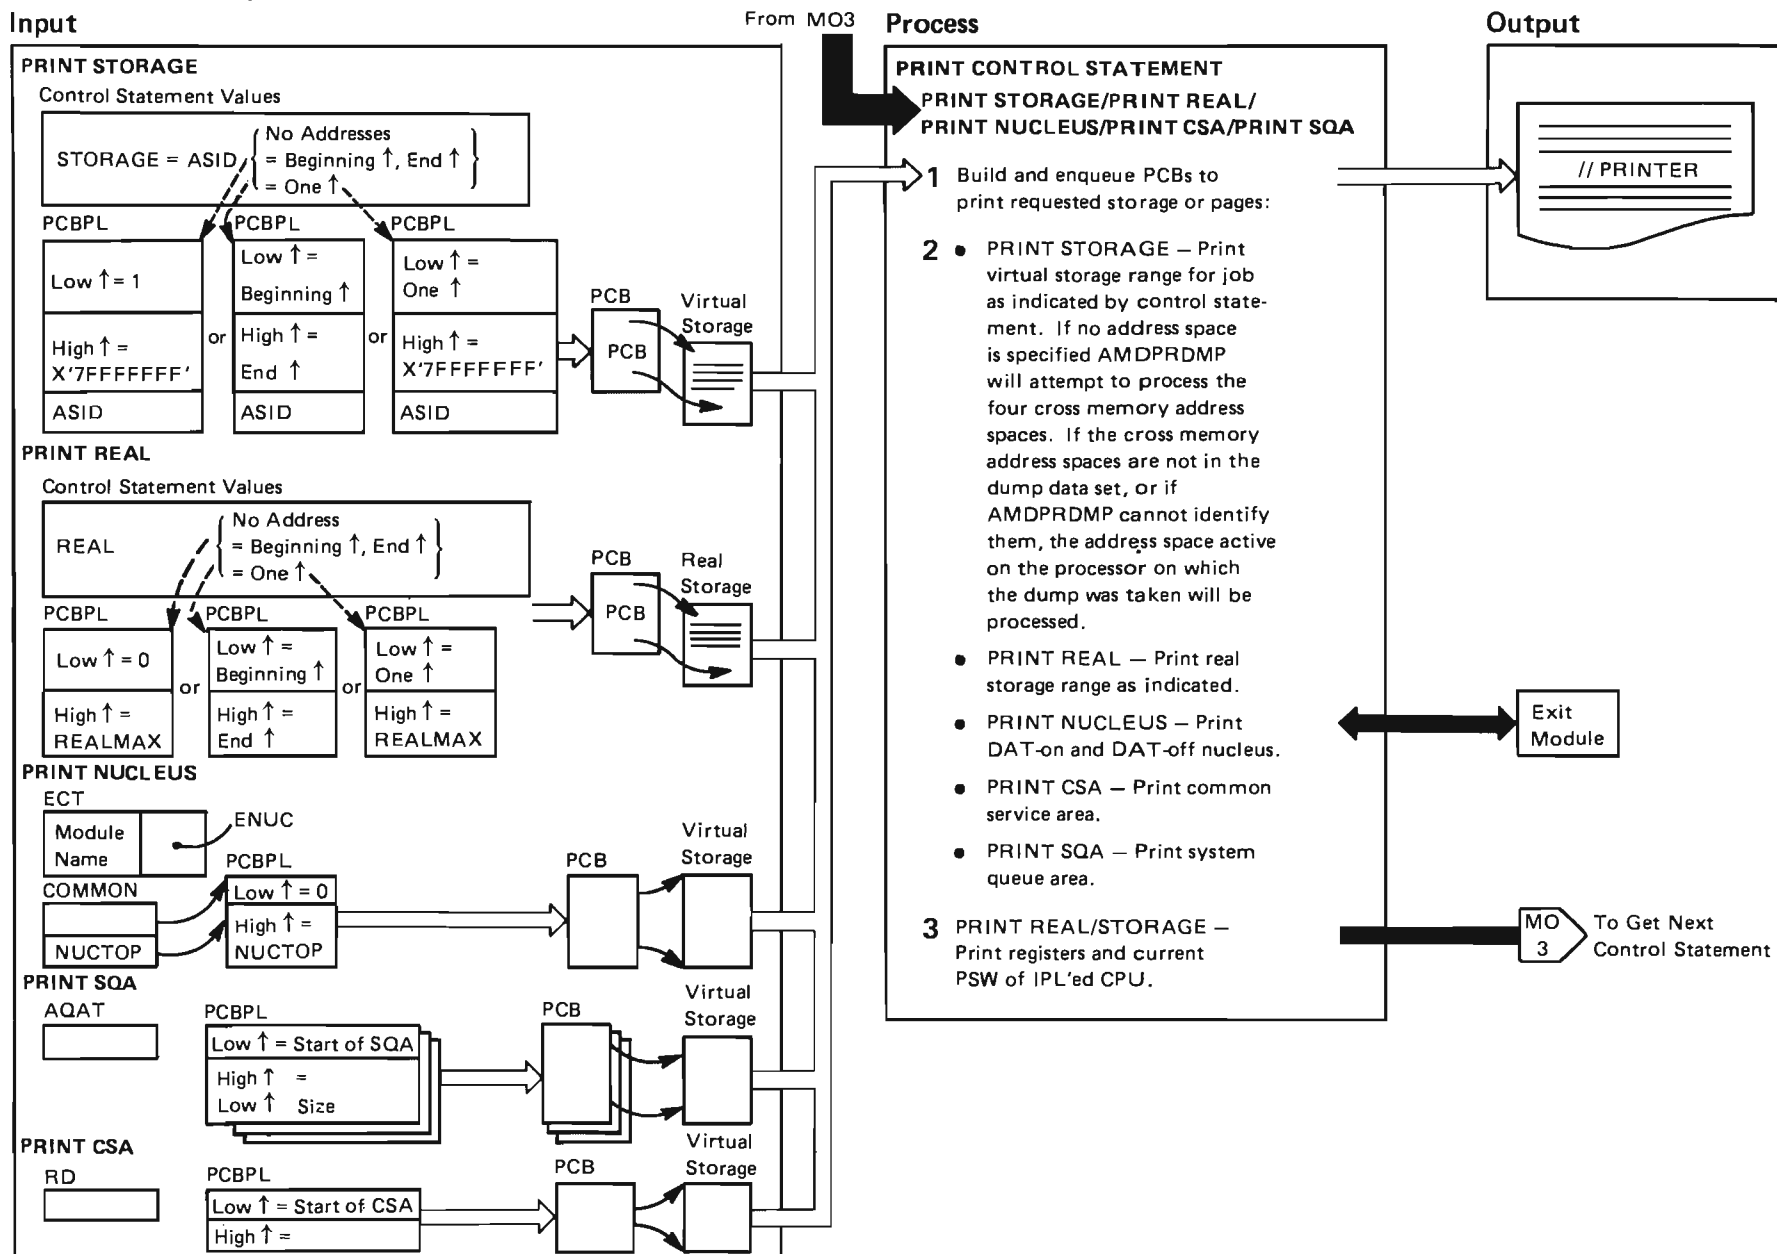 Input
From MO3
Process
Output
PRINT STORAGE
Control Statement Values
STORAGE = ASID
No Addresses
= Beginning ↑, End ↑
= One ↑
PCBPL
Low ↑ = 1
High ↑ =
X'7FFFFFFF'
ASID
or
PCBPL
Low ↑ =
Beginning ↑
High ↑ =
End ↑
ASID
or
PCBPL
Low ↑ =
One ↑
High ↑ =
X'7FFFFFFF'
ASID
PCB
PCB
Virtual
Storage
PRINT REAL
Control Statement Values
REAL
No Address
= Beginning ↑, End ↑
= One ↑
PCBPL
Low ↑ = 0
High ↑ =
REALMAX
or
PCBPL
Low ↑ =
Beginning ↑
High ↑ =
End ↑
or
PCBPL
Low ↑ =
One ↑
High ↑ =
REALMAX
PCB
PCB
Real
Storage
PRINT NUCLEUS
ECT
Module
Name
ENUC
COMMON
NUCTOP
PCBPL
Low ↑ = 0
High ↑ =
NUCTOP
PCB
Virtual
Storage
PRINT SQA
AQAT
PCBPL
Low ↑ = Start of SQA
High ↑ =
Low ↑ Size
PCB
Virtual
Storage
PRINT CSA
RD
PCBPL
Low ↑ = Start of CSA
High ↑ =
PCB
Virtual
Storage
PRINT CONTROL STATEMENT
PRINT STORAGE/PRINT REAL/
PRINT NUCLEUS/PRINT CSA/PRINT SQA
1 Build and enqueue PCBs to
print requested storage or pages:
2 • PRINT STORAGE — Print
virtual storage range for job
as indicated by control state-
ment. If no address space
is specified AMDPRDMP
will attempt to process the
four cross memory address
spaces. If the cross memory
address spaces are not in the
dump data set, or if
AMDPRDMP cannot identify
them, the address space active
on the processor on which
the dump was taken will be
processed.
• PRINT REAL — Print real
storage range as indicated.
• PRINT NUCLEUS — Print
DAT-on and DAT-off nucleus.
• PRINT CSA — Print common
service area.
• PRINT SQA — Print system
queue area.
3 PRINT REAL/STORAGE —
Print registers and current
PSW of IPL'ed CPU.
// PRINTER
Exit
Module
MO
3
To Get Next
Control Statement